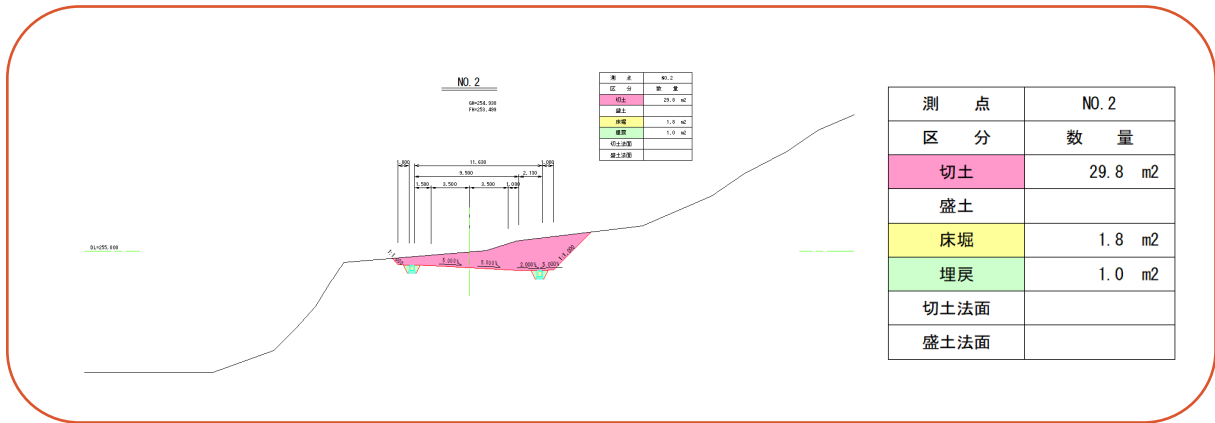 NO.2
GH=254.930
FH=253.489
測 点 NO.2
区 分 数 量
切土 29.8 m2
盛土
床堀 1.8 m2
埋戻 1.0 m2
切土法面
盛土法面
1.000 11.630 1.000
9.500 2.130
1.500 3.500 3.500 1.000
DL=255.000
1:1.000
5.000% 5.000% 2.000% 3.000%
測 点 NO.2
区 分 数 量
切土 29.8 m2
盛土
床堀 1.8 m2
埋戻 1.0 m2
切土法面
盛土法面